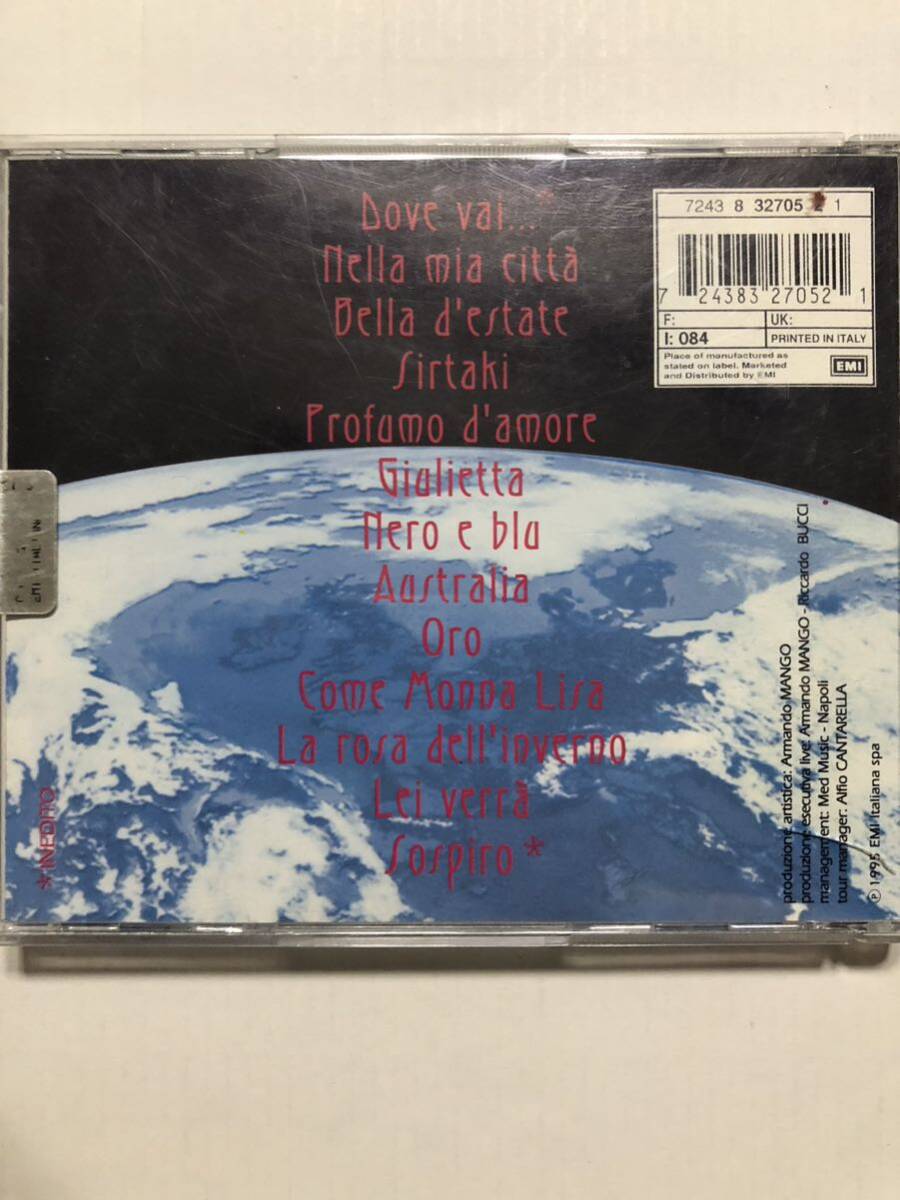 Dove vai...*
Nella mia città
Bella d'estate
Sirtaki
Profumo d'amore
Giulietta
Nero e blu
Australia
Oro
Come Monna Lisa
La rosa dell'inverno
Lei verrà
Sospiro*
*INEDITO
7243 8 32705 2 1
7 24383 27052 1
F:
UK:
I: 084
PRINTED IN ITALY
Place of manufactured as
stated on label. Marketed
and Distributed by EMI
EMI
produzione artistica: Armando MANGO
produzione esecutiva live: Armando MANGO - Riccardo BUCCI
management: Med Music - Napoli
tour manager: Alfio CANTARELLA
℗ 1995 EMI Italiana spa